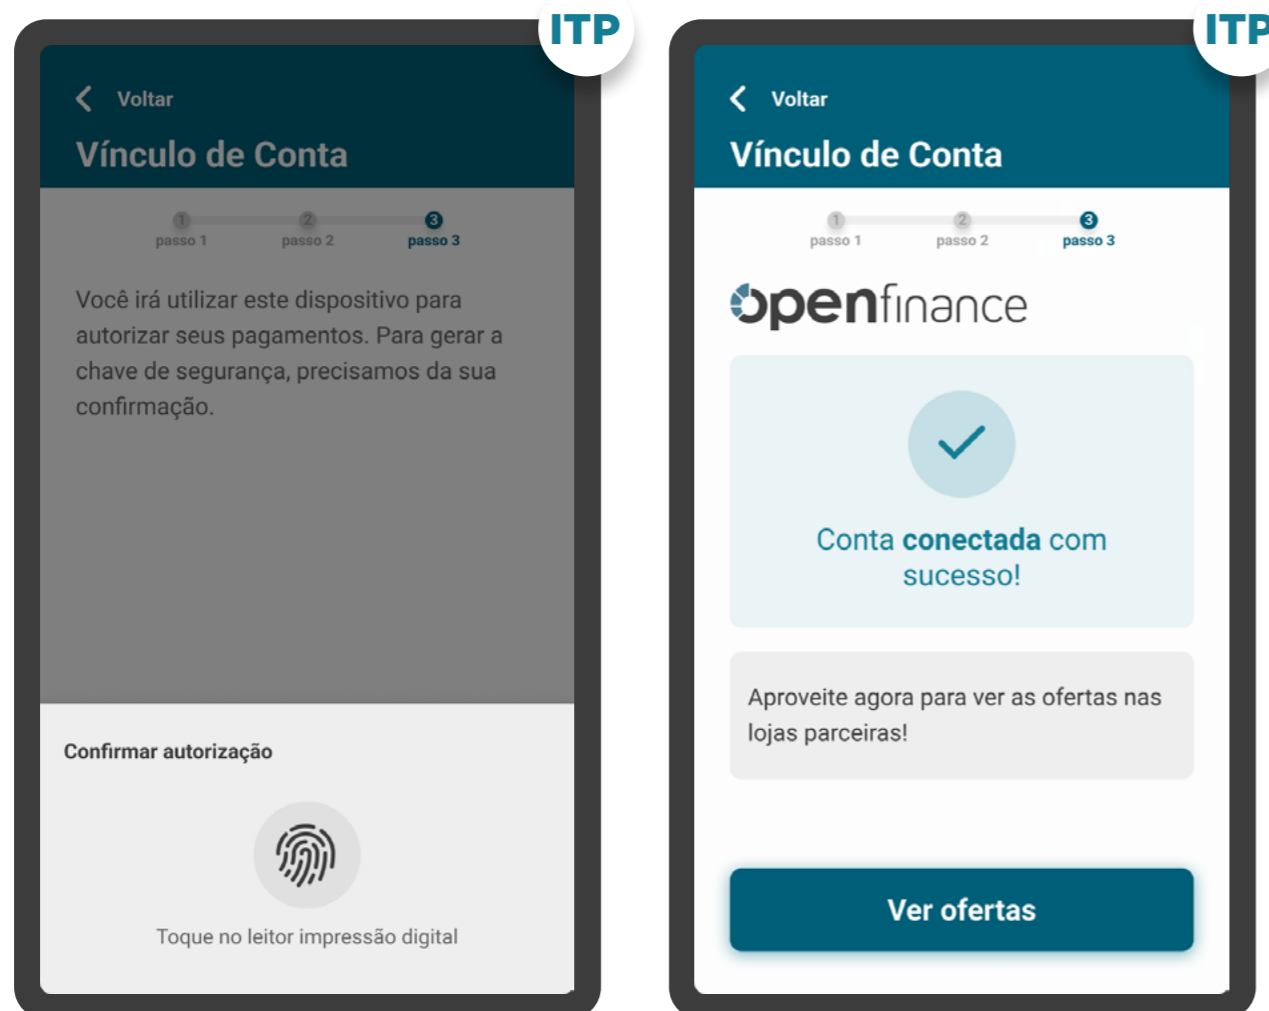 ITP
Voltar
Vínculo de Conta
1 2 3
passo 1 passo 2 passo 3
Você irá utilizar este dispositivo para
autorizar seus pagamentos. Para gerar a
chave de segurança, precisamos da sua
confirmação.
Confirmar autorização
Toque no leitor impressão digital
ITP
Voltar
Vínculo de Conta
1 2 3
passo 1 passo 2 passo 3
openfinance
Conta conectada com
sucesso!
Aproveite agora para ver as ofertas nas
lojas parceiras!
Ver ofertas